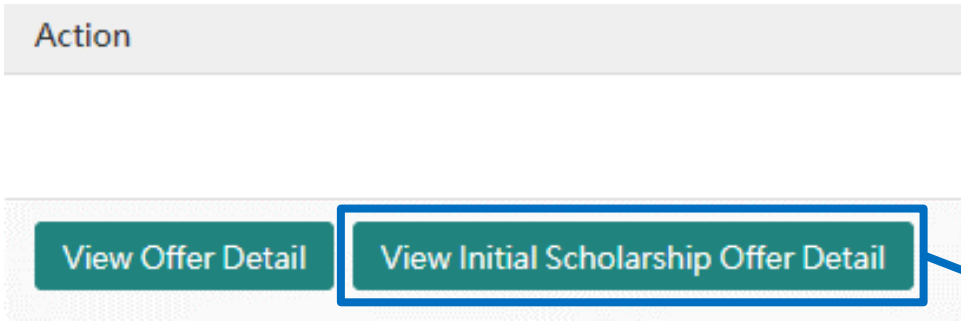 Action
View Offer Detail
View Initial Scholarship Offer Detail